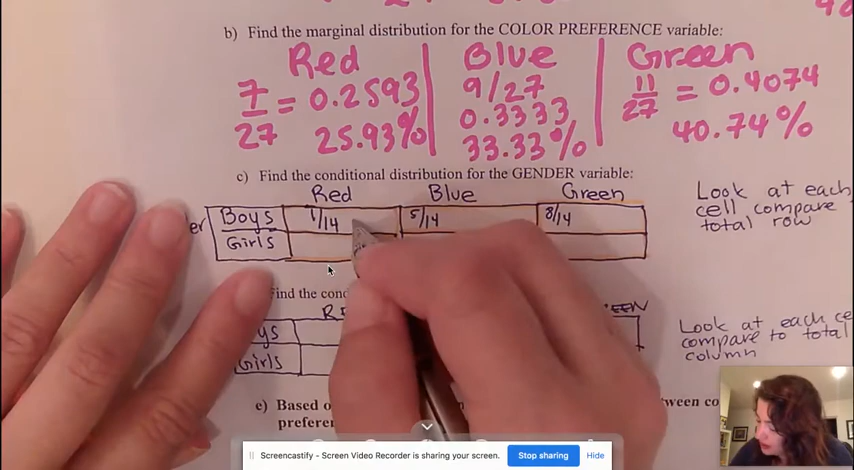 b) Find the marginal distribution for the COLOR PREFERENCE variable:
Red Blue Green
7/27 = 0.2593 9/27 11/27 = 0.4074
25.93% 0.3333 40.74%
33.33%
c) Find the conditional distribution for the GENDER variable:
Red Blue Green
Boys 1/14 5/14 8/14
Girls
Look at each
cell compare
total row
Find the
Girls
Look at each
compare to total
column
e) Based
Screencastify - Screen Video Recorder is sharing your screen. Stop sharing Hide